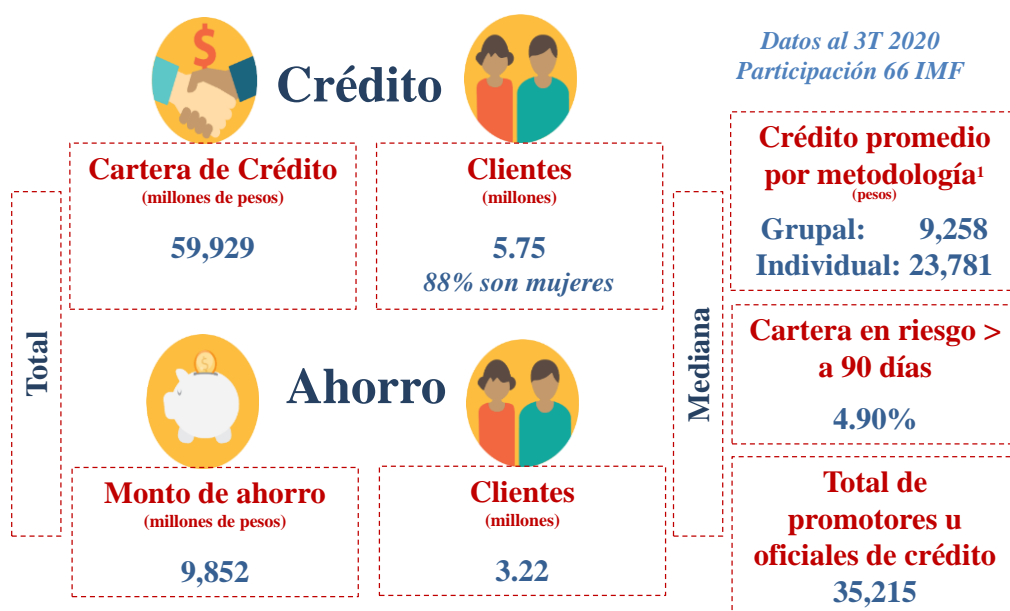 $
Crédito
Datos al 3T 2020
Participación 66 IMF
Total
Cartera de Crédito
(millones de pesos)
59,929
Clientes
(millones)
5.75
88% son mujeres
$
Ahorro
Monto de ahorro
(millones de pesos)
9,852
Clientes
(millones)
3.22
Mediana
Crédito promedio
por metodología¹
(pesos)
Grupal: 9,258
Individual: 23,781
Cartera en riesgo >
a 90 días
4.90%
Total de
promotores u
oficiales de crédito
35,215